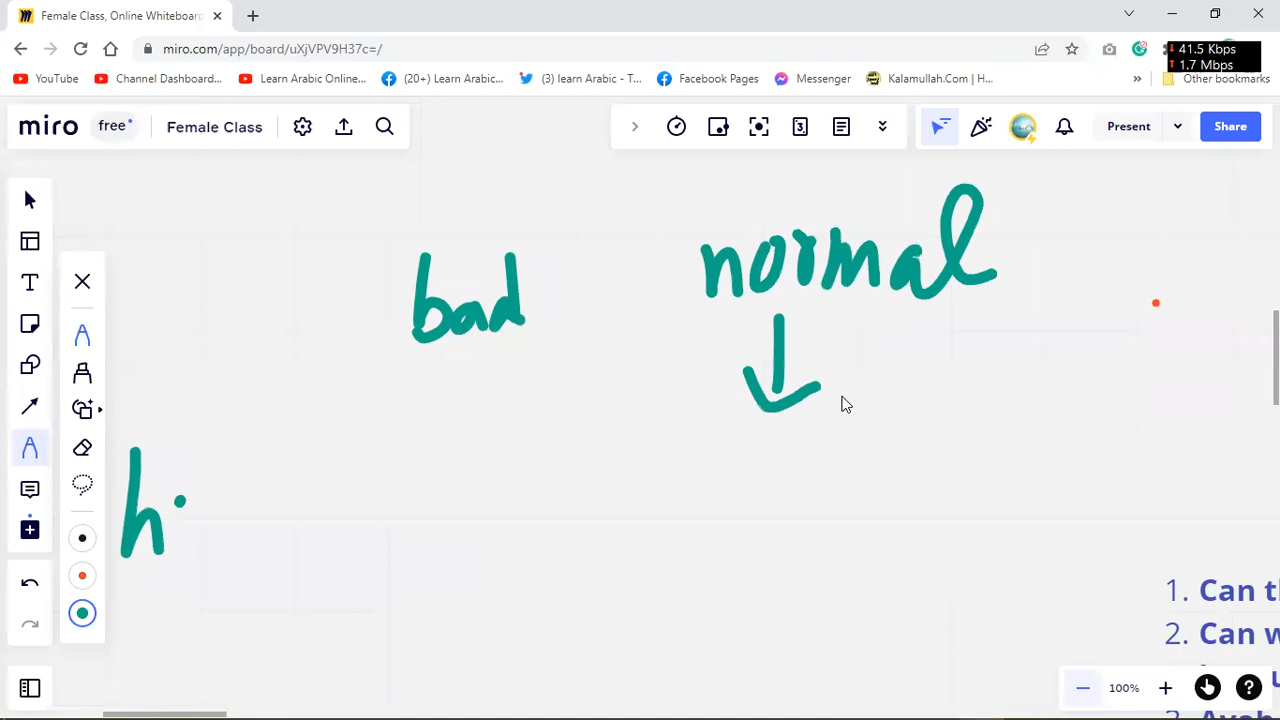 Female Class, Online Whiteboard
miro.com/app/board/uXjVPV9H37c=/
41.5 Kbps
1.7 Mbps
YouTube
Channel Dashboard...
Learn Arabic Online...
(20+) Learn Arabic...
(3) learn Arabic - T...
Facebook Pages
Messenger
Kalamullah.Com | H...
»
Other bookmarks
miro
free
Female Class
3
Present
Share
normal
bad
h
1. Can t
2. Can w
3.
100%